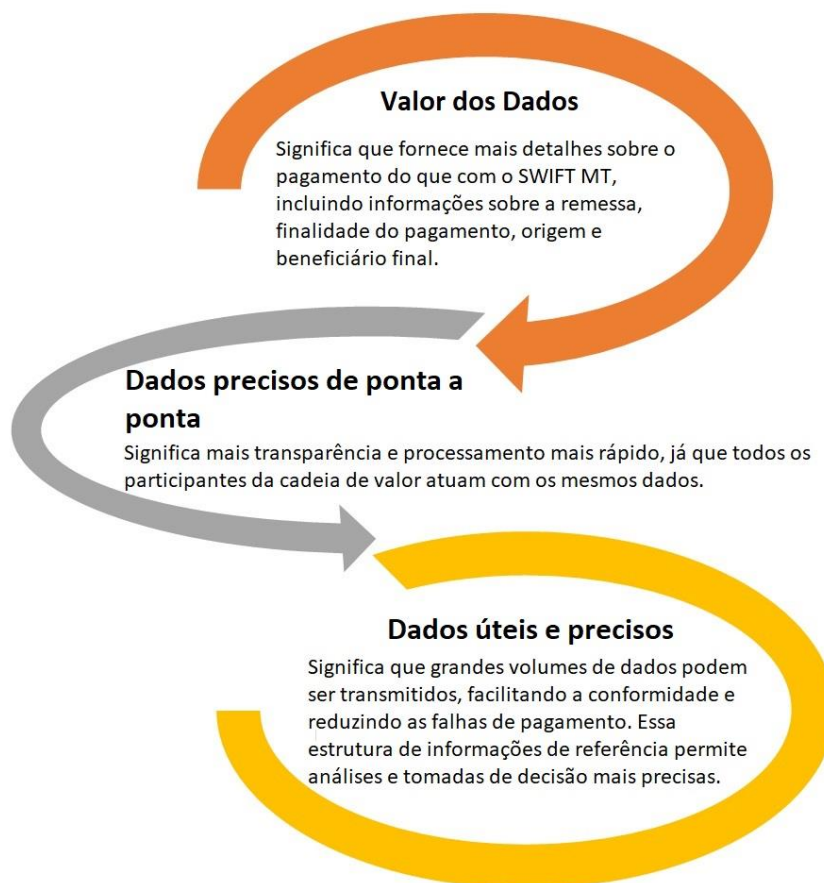 Valor dos Dados
Significa que fornece mais detalhes sobre o
pagamento do que com o SWIFT MT,
incluindo informações sobre a remessa,
finalidade do pagamento, origem e
beneficiário final.
Dados precisos de ponta a
ponta
Significa mais transparência e processamento mais rápido, já que todos os
participantes da cadeia de valor atuam com os mesmos dados.
Dados úteis e precisos
Significa que grandes volumes de dados podem
ser transmitidos, facilitando a conformidade e
reduzindo as falhas de pagamento. Essa
estrutura de informações de referência permite
análises e tomadas de decisão mais precisas.